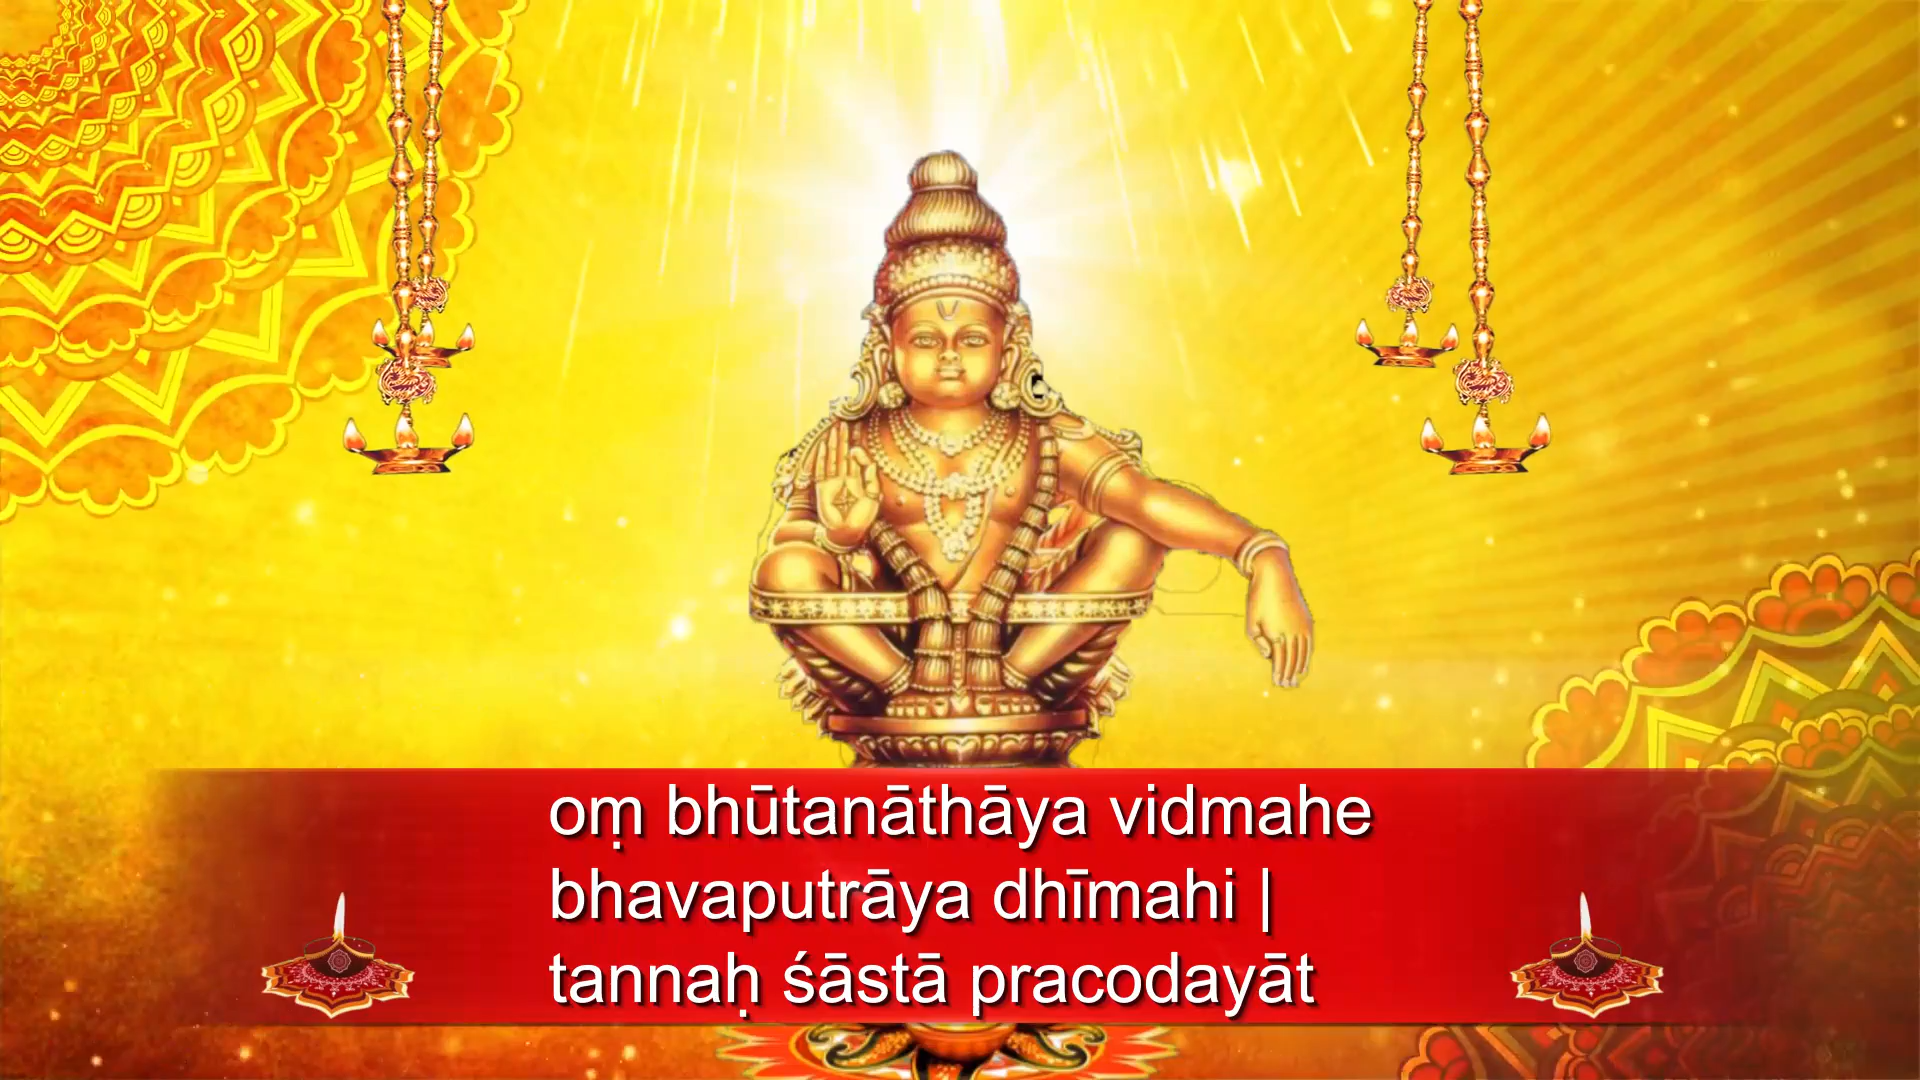 oṃ bhūtanāthāya vidmahe
bhavaputrāya dhīmahi |
tannaḥ śāstā pracodayāt